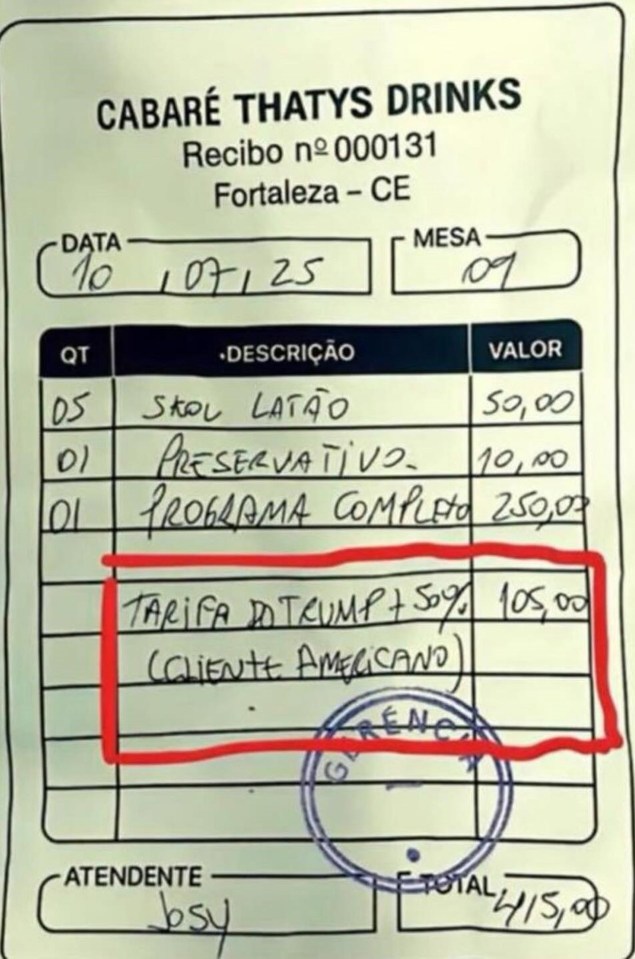 CABARÉ THATYS DRINKS
Recibo nº 000131
Fortaleza – CE
DATA MESA
10 / 07 / 25 09
QT •DESCRIÇÃO VALOR
05 SKOL LATÃO 50,00
01 PRESERVATIVO. 10,00
01 PROGRAMA COMPLETO 250,00
TARIFA DO TRUMP + 50% 105,00
(CLIENTE AMERICANO)
GERÊNCIA
ATENDENTE TOTAL
Josy 415,00